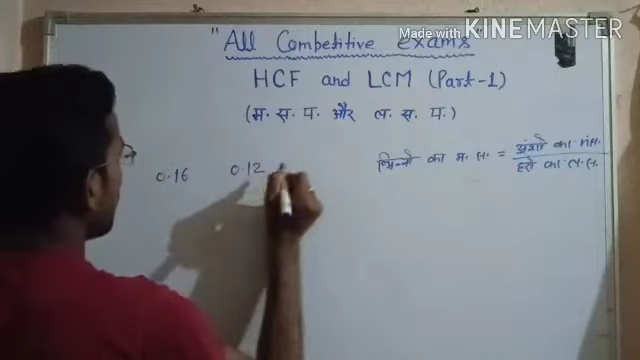 Made with KINEMASTER
"All Competitive exams"
HCF and LCM (Part-1)
(म. स. प. और ल. स. प.)
भिन्नो का म. स. = अंशो का म.स.
हरो का ल. स.
0.16 0.12